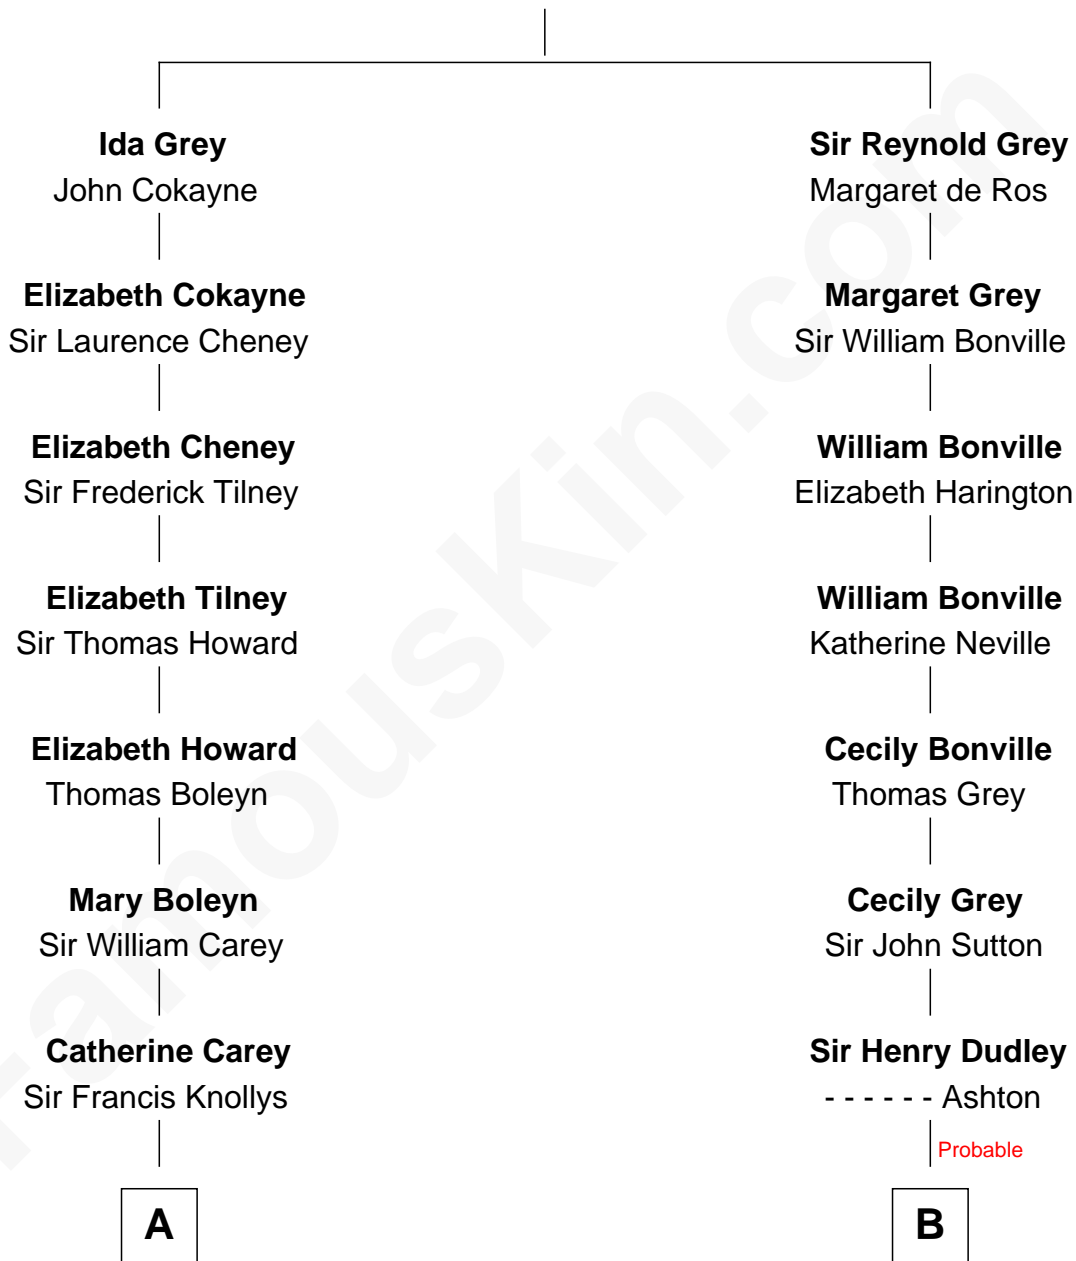 Ida Grey
John Cokayne
Elizabeth Cokayne
Sir Laurence Cheney
Elizabeth Cheney
Sir Frederick Tilney
Elizabeth Tilney
Sir Thomas Howard
Elizabeth Howard
Thomas Boleyn
Mary Boleyn
Sir William Carey
Catherine Carey
Sir Francis Knollys
A
Sir Reynold Grey
Margaret de Ros
Margaret Grey
Sir William Bonville
William Bonville
Elizabeth Harington
William Bonville
Katherine Neville
Cecily Bonville
Thomas Grey
Cecily Grey
Sir John Sutton
Sir Henry Dudley
- - - - - - Ashton
Probable
B
FamousKin.com